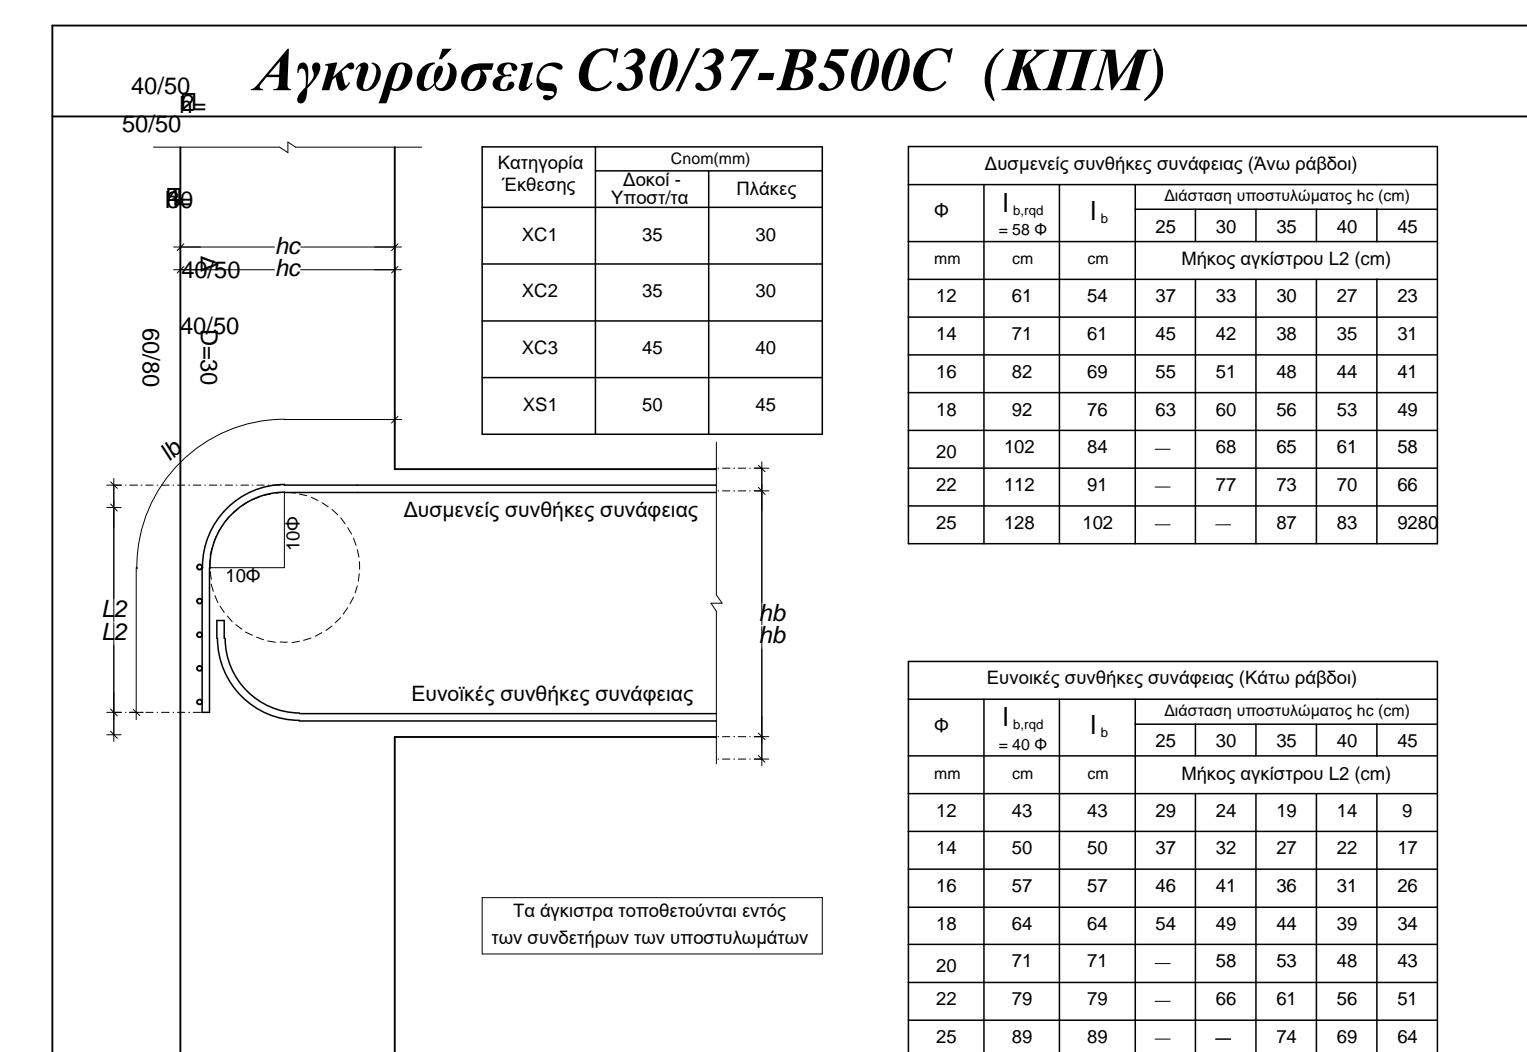 Αγκυρώσεις C30/37-B500C (ΚΠΜ)
40/50
50/50
hc
hc
40/50
40/50
60/80
D=30
lb
10Φ
10Φ
L2
L2
hb
hb
Δυσμενείς συνθήκες συνάφειας
Ευνοϊκές συνθήκες συνάφειας
Κατηγορία Έκθεσης Cnom(mm)
Δοκοί - Υποστ/τα Πλάκες
XC1 35 30
XC2 35 30
XC3 45 40
XS1 50 45
Τα άγκιστρα τοποθετούνται εντός
των συνδετήρων των υποστυλωμάτων
Δυσμενείς συνθήκες συνάφειας (Άνω ράβδοι)
Φ l b,rqd = 58 Φ l b Διάσταση υποστυλώματος hc (cm)
25 30 35 40 45
mm cm cm Μήκος αγκίστρου L2 (cm)
12 61 54 37 33 30 27 23
14 71 61 45 42 38 35 31
16 82 69 55 51 48 44 41
18 92 76 63 60 56 53 49
20 102 84 — 68 65 61 58
22 112 91 — 77 73 70 66
25 128 102 — — 87 83 9280
Ευνοικές συνθήκες συνάφειας (Κάτω ράβδοι)
Φ l b,rqd = 40 Φ l b Διάσταση υποστυλώματος hc (cm)
25 30 35 40 45
mm cm cm Μήκος αγκίστρου L2 (cm)
12 43 43 29 24 19 14 9
14 50 50 37 32 27 22 17
16 57 57 46 41 36 31 26
18 64 64 54 49 44 39 34
20 71 71 — 58 53 48 43
22 79 79 — 66 61 56 51
25 89 89 — — 74 69 64